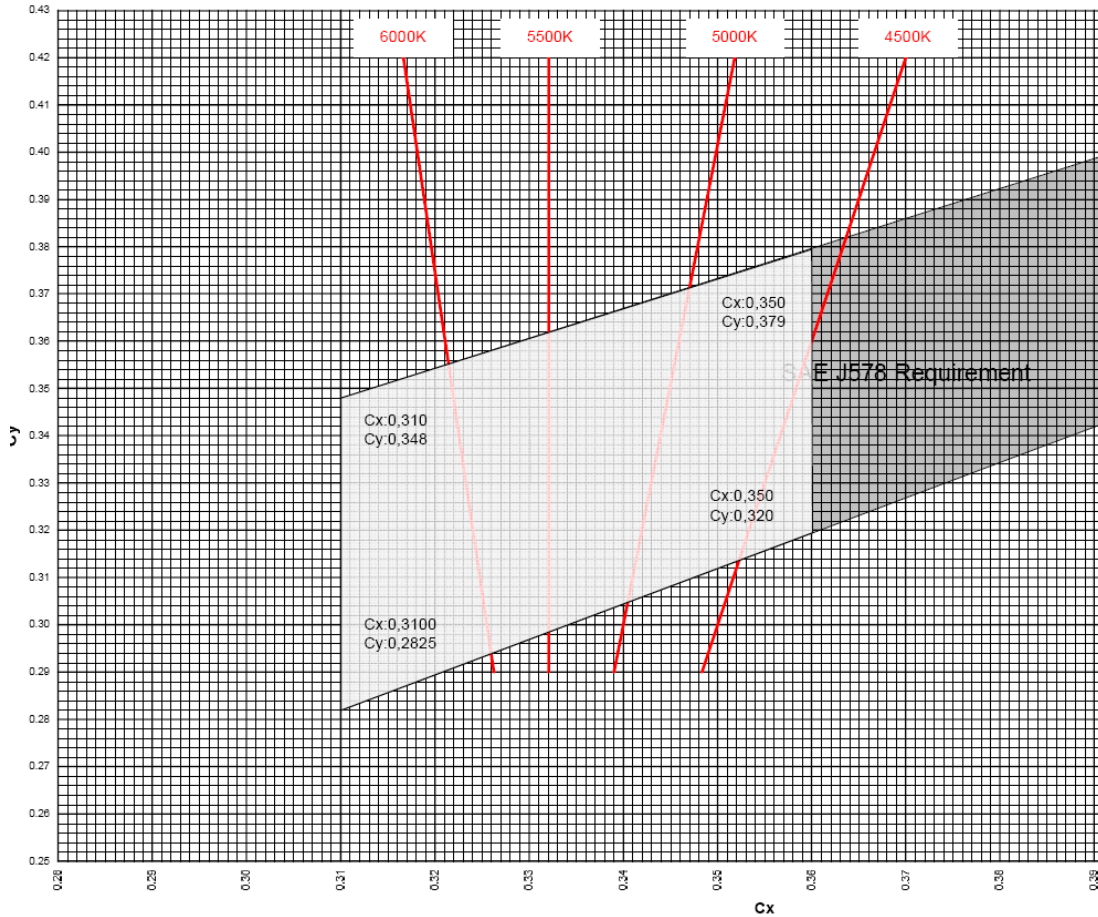 0.43
6000K 5500K 5000K 4500K
0.42
0.41
0.40
0.39
0.38
0.37
Cx:0,350
Cy:0,379
0.36
SAE J578 Requirement
0.35
Cx:0,310
Cy:0,348
0.34
Cy
0.33
Cx:0,350
Cy:0,320
0.32
0.31
0.30
Cx:0,3100
Cy:0,2825
0.29
0.28
0.27
0.26
0.25
0.28 0.29 0.30 0.31 0.32 0.33 0.34 0.35 0.36 0.37 0.38 0.39
Cx